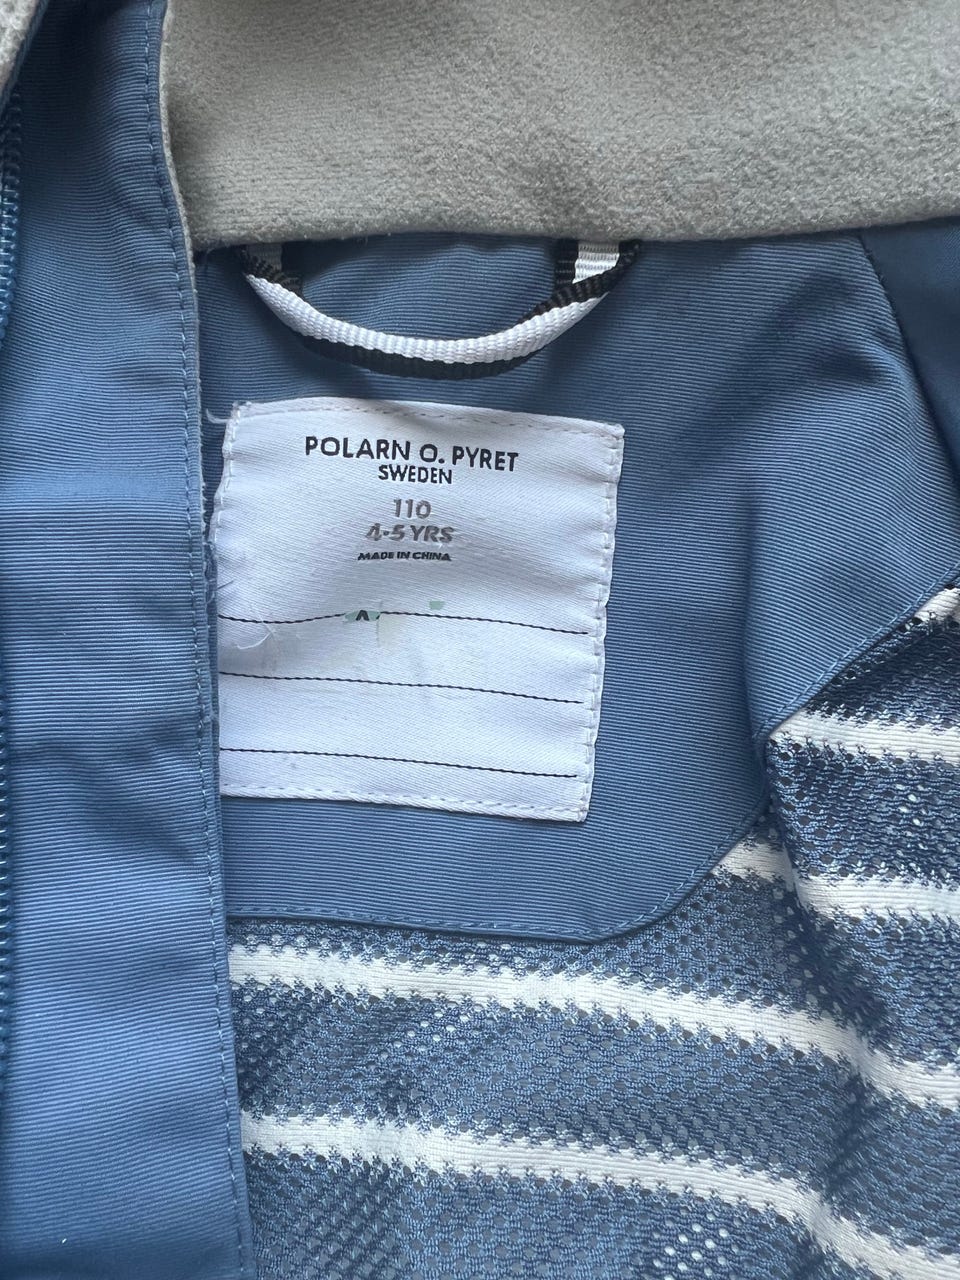 POLARN O. PYRET
SWEDEN
110
4-5 YRS
MADE IN CHINA